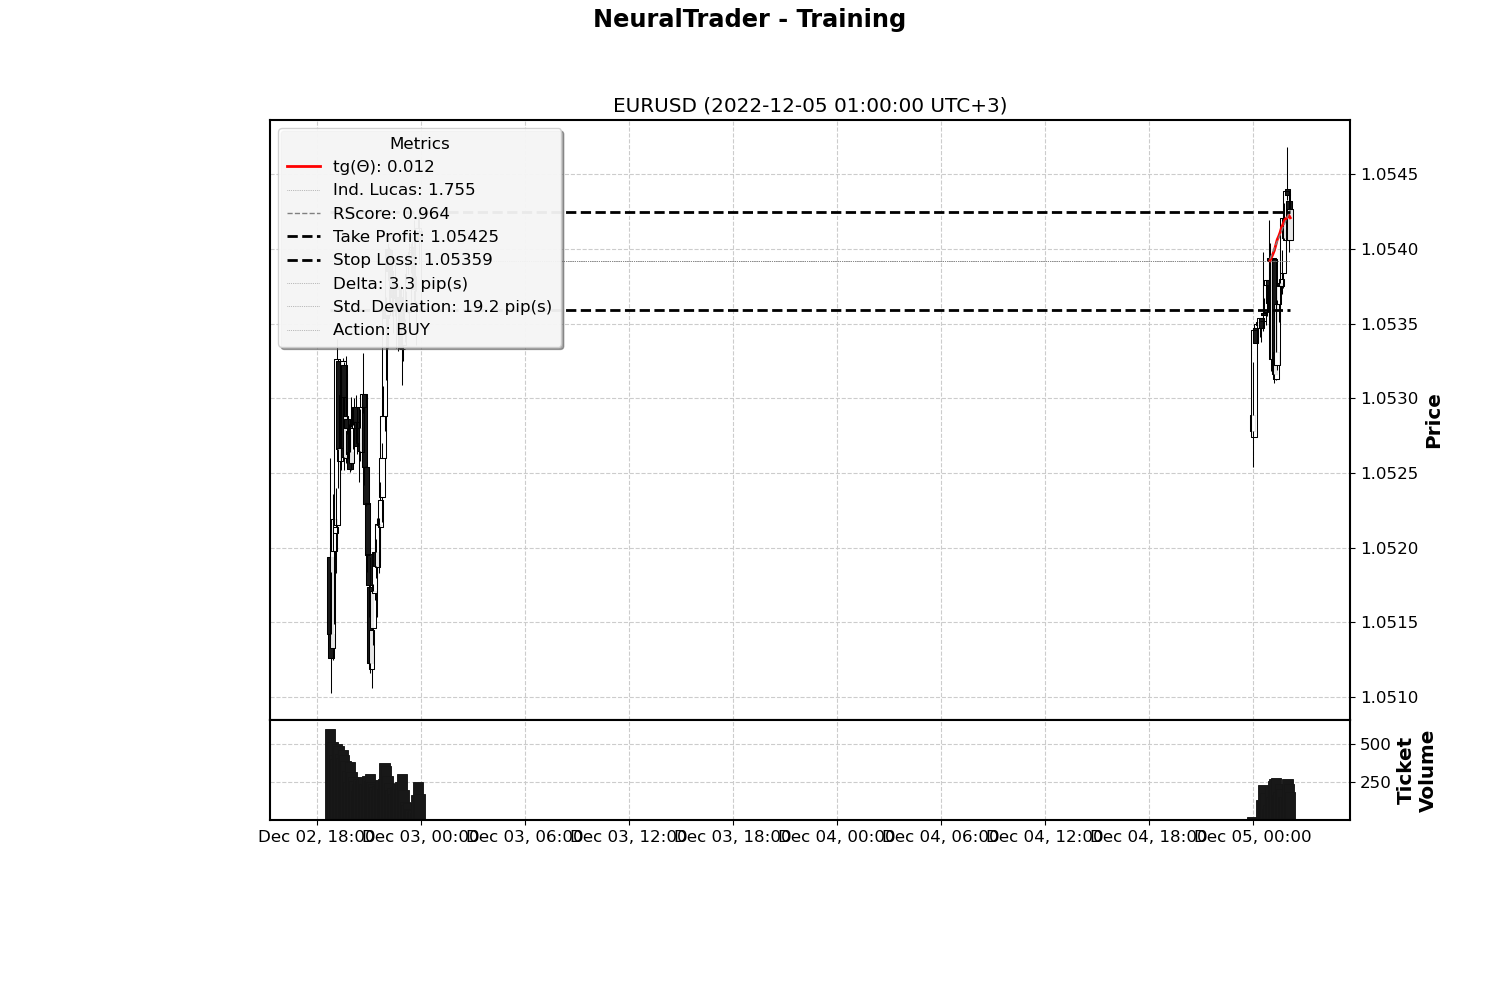 NeuralTrader - Training
EURUSD (2022-12-05 01:00:00 UTC+3)
Metrics
tg(Θ): 0.012
Ind. Lucas: 1.755
RScore: 0.964
Take Profit: 1.05425
Stop Loss: 1.05359
Delta: 3.3 pip(s)
Std. Deviation: 19.2 pip(s)
Action: BUY
1.0545
1.0540
1.0535
1.0530
1.0525
1.0520
1.0515
1.0510
Price
500
250
Ticket
Volume
Dec 02, 18:00
Dec 03, 00:00
Dec 03, 06:00
Dec 03, 12:00
Dec 03, 18:00
Dec 04, 00:00
Dec 04, 06:00
Dec 04, 12:00
Dec 04, 18:00
Dec 05, 00:00